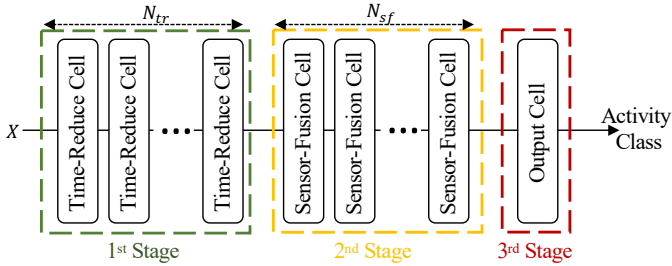 N_tr
N_sf
X
Time-Reduce Cell
Time-Reduce Cell
•••
Time-Reduce Cell
Sensor-Fusion Cell
Sensor-Fusion Cell
•••
Sensor-Fusion Cell
Output Cell
Activity
Class
1st Stage
2nd Stage
3rd Stage